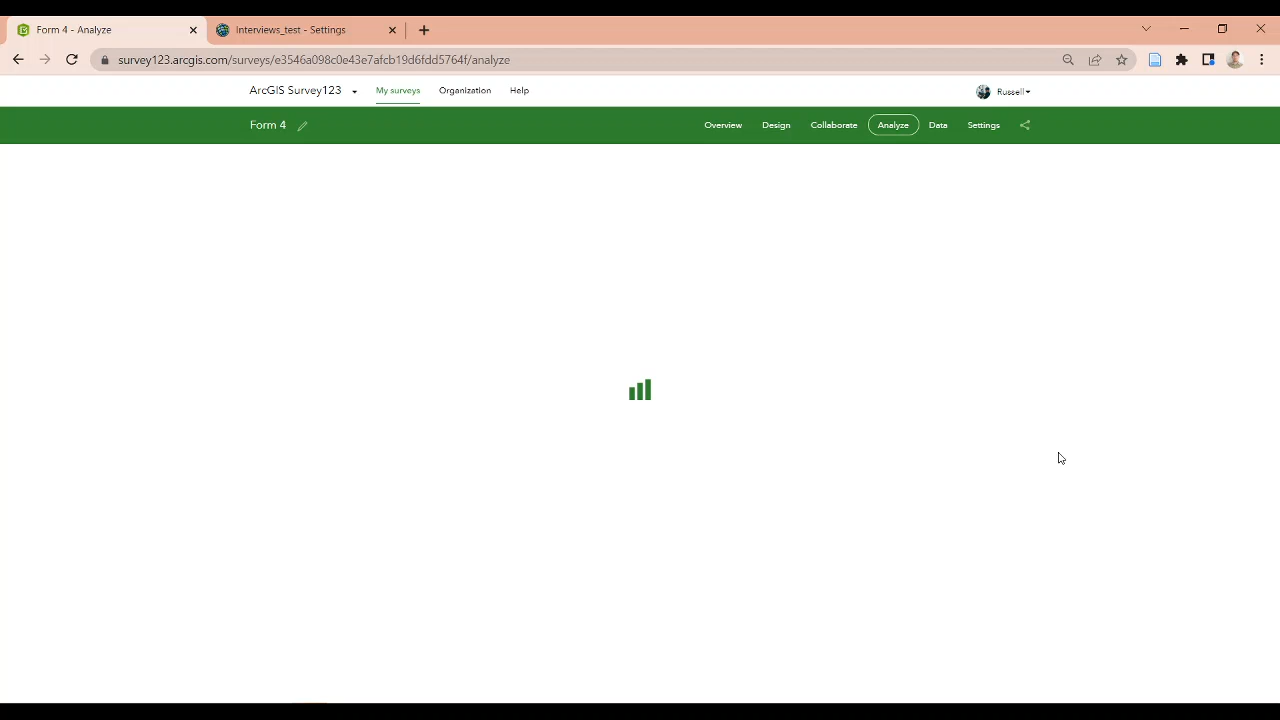 Form 4 - Analyze
Interviews_test - Settings
survey123.arcgis.com/surveys/e3546a098c0e43e7afcb19d6fdd5764f/analyze
ArcGIS Survey123 My surveys Organization Help Russell
Form 4 Overview Design Collaborate Analyze Data Settings